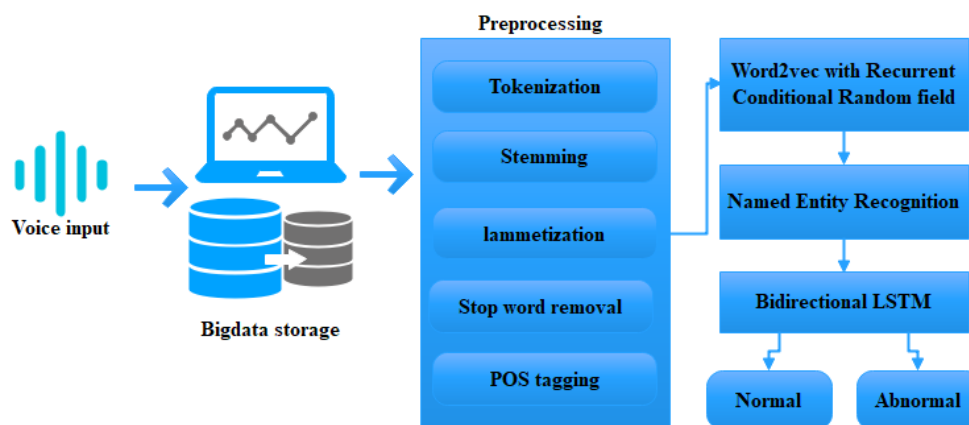 Voice input
Bigdata storage
Preprocessing
Tokenization
Stemming
lammetization
Stop word removal
POS tagging
Word2vec with Recurrent
Conditional Random field
Named Entity Recognition
Bidirectional LSTM
Normal
Abnormal